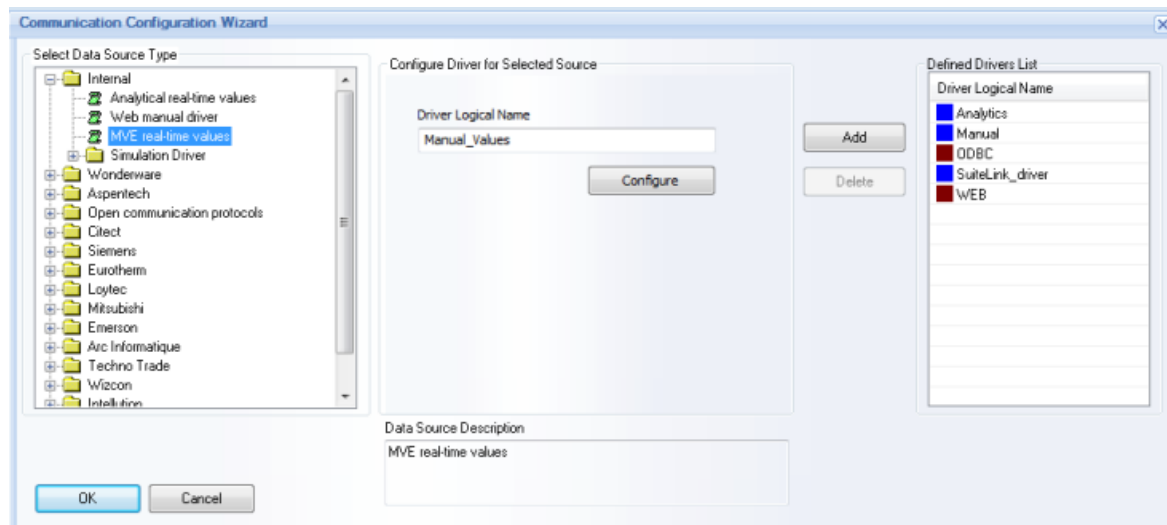 Communication Configuration Wizard
Select Data Source Type
Internal
Analytical real-time values
Web manual driver
MVE real-time values
Simulation Driver
Wonderware
Aspentech
Open communication protocols
Citect
Siemens
Eurotherm
Loytec
Mitsubishi
Emerson
Arc Informatique
Techno Trade
Wizcon
Intellution
Configure Driver for Selected Source
Driver Logical Name
Manual_Values
Configure
Add
Delete
Defined Drivers List
Driver Logical Name
Analytics
Manual
ODBC
SuiteLink_driver
WEB
Data Source Description
MVE real-time values
OK
Cancel